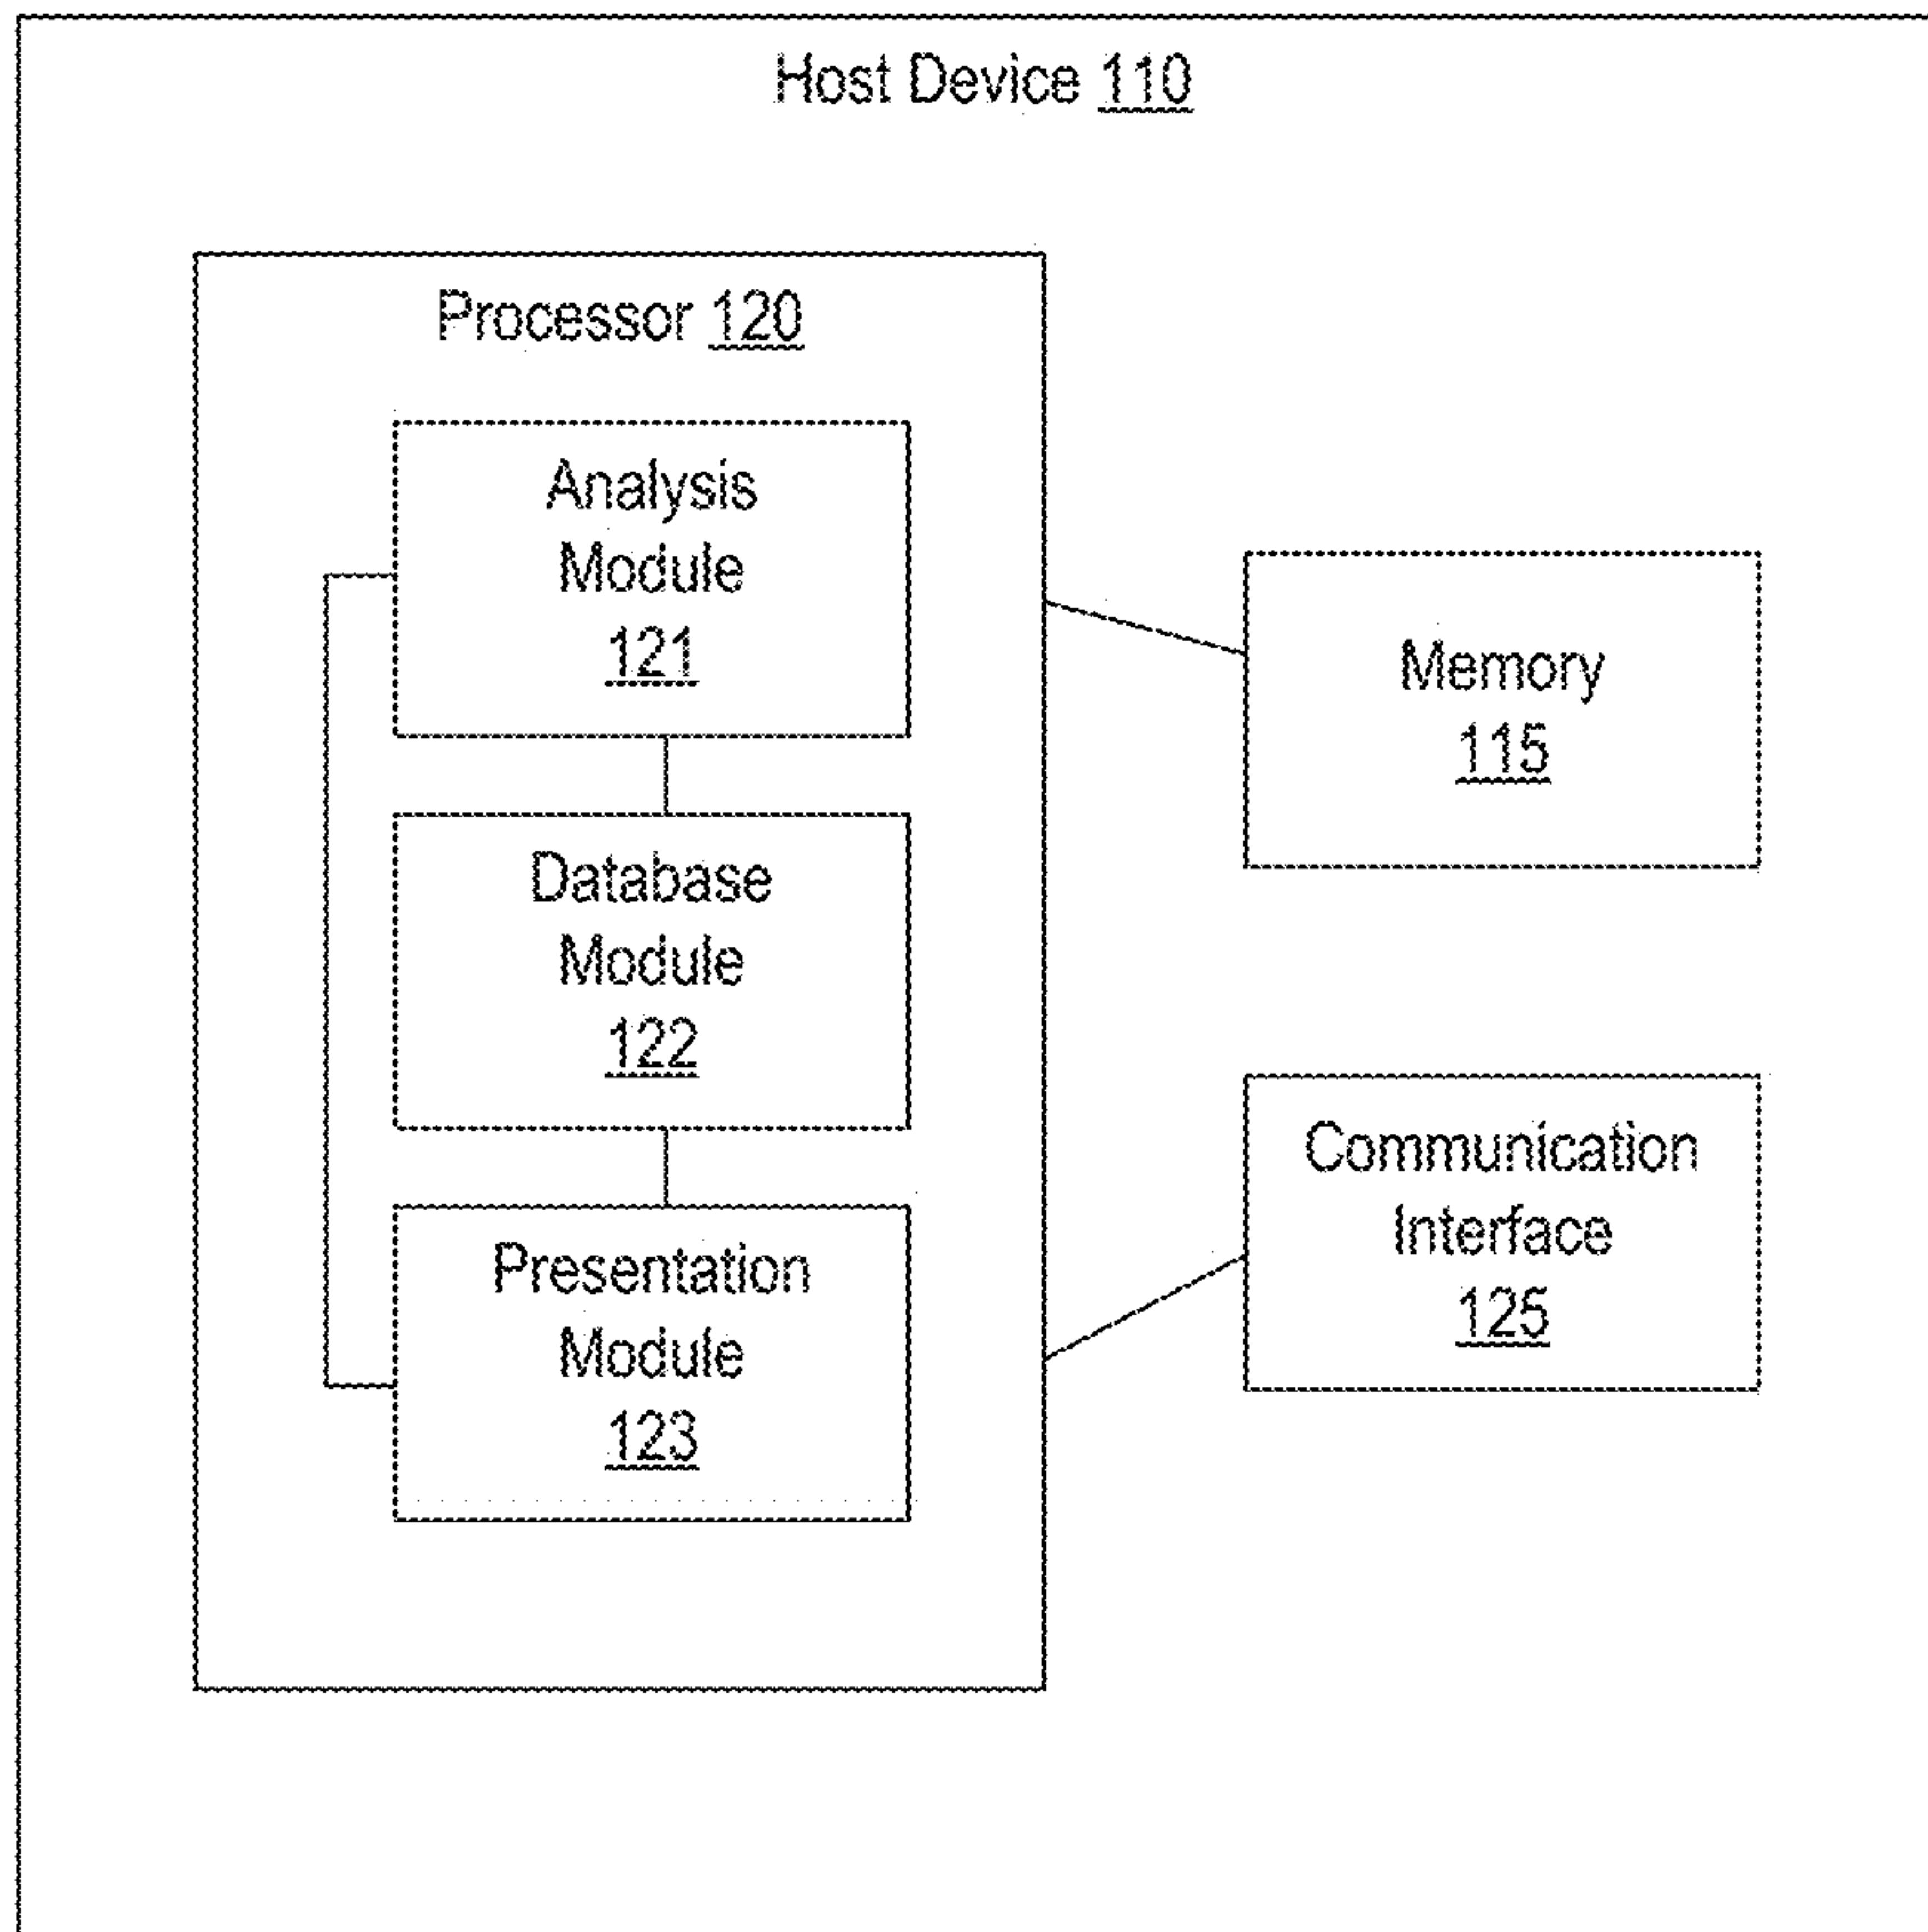 Host Device 110
Processor 120
Analysis
Module
121
Database
Module
122
Presentation
Module
123
Memory
115
Communication
Interface
125